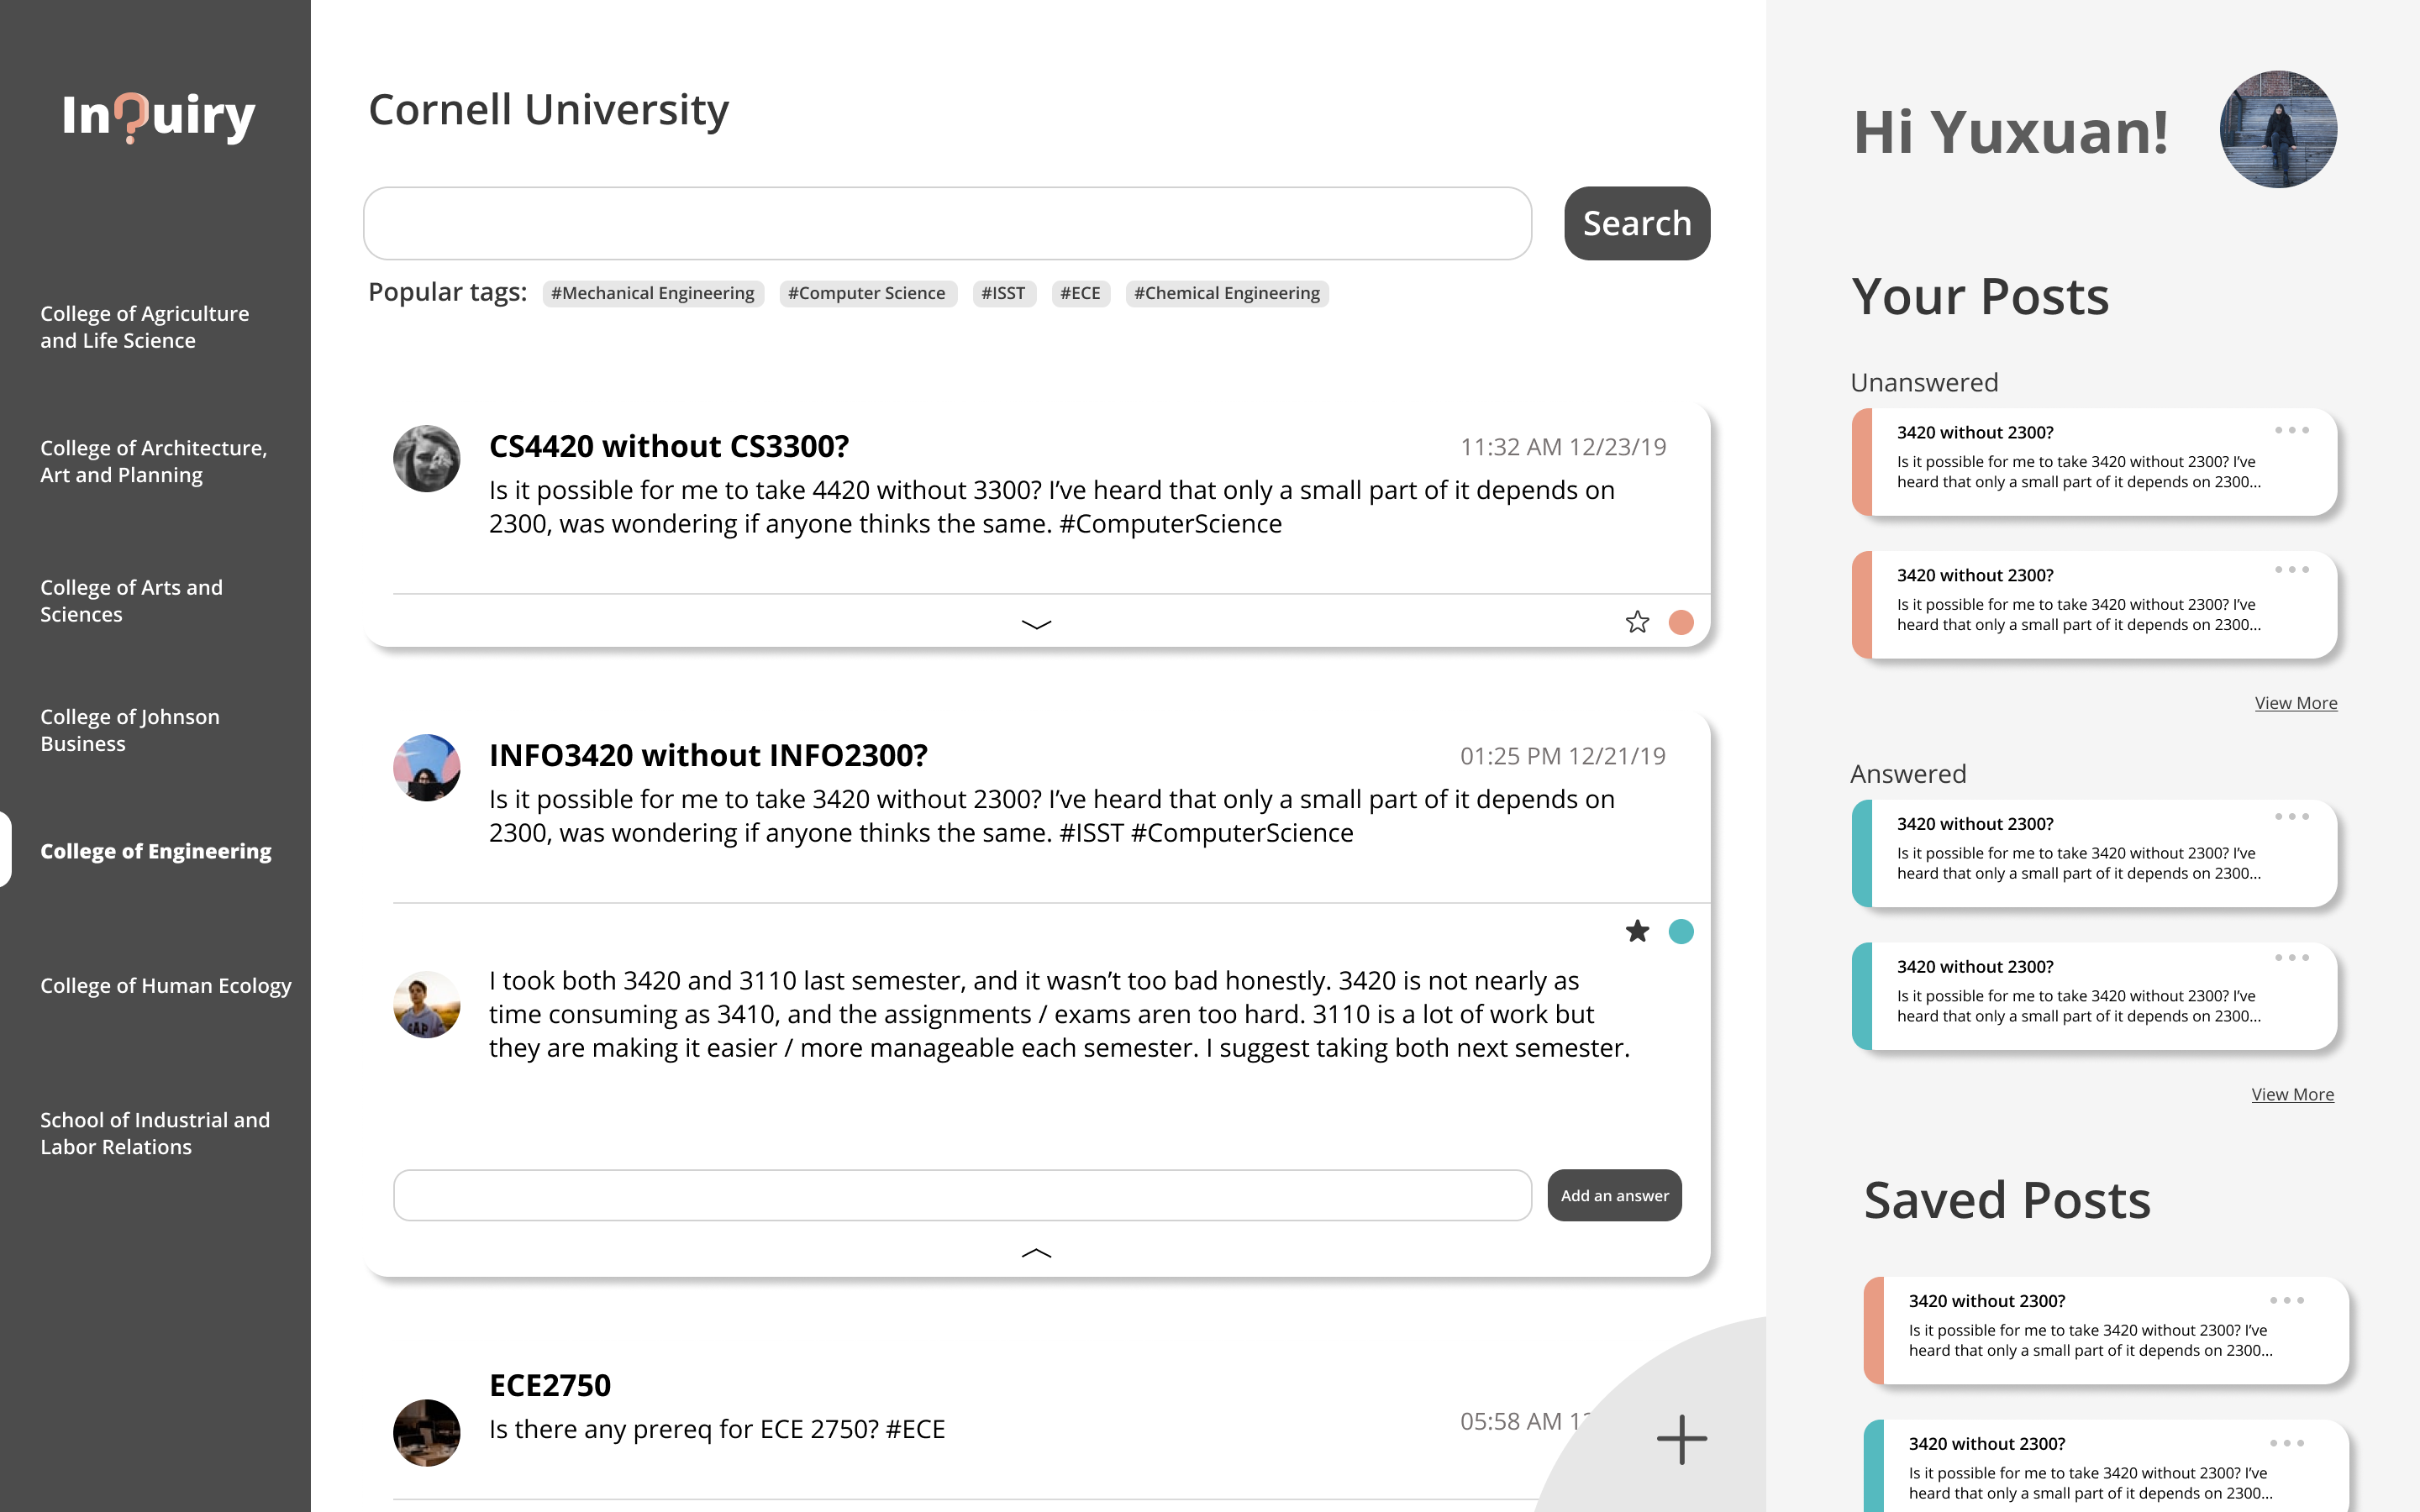 In?uiry
College of Agriculture
and Life Science
College of Architecture,
Art and Planning
College of Arts and
Sciences
College of Johnson
Business
College of Engineering
College of Human Ecology
School of Industrial and
Labor Relations
Cornell University
Search
Popular tags: #Mechanical Engineering #Computer Science #ISST #ECE #Chemical Engineering
CS4420 without CS3300? 11:32 AM 12/23/19
Is it possible for me to take 4420 without 3300? I’ve heard that only a small part of it depends on
2300, was wondering if anyone thinks the same. #ComputerScience
INFO3420 without INFO2300? 01:25 PM 12/21/19
Is it possible for me to take 3420 without 2300? I’ve heard that only a small part of it depends on
2300, was wondering if anyone thinks the same. #ISST #ComputerScience
I took both 3420 and 3110 last semester, and it wasn’t too bad honestly. 3420 is not nearly as
time consuming as 3410, and the assignments / exams aren too hard. 3110 is a lot of work but
they are making it easier / more manageable each semester. I suggest taking both next semester.
Add an answer
ECE2750
05:58 AM
Is there any prereq for ECE 2750? #ECE
Hi Yuxuan!
Your Posts
Unanswered
3420 without 2300?
Is it possible for me to take 3420 without 2300? I’ve
heard that only a small part of it depends on 2300...
3420 without 2300?
Is it possible for me to take 3420 without 2300? I’ve
heard that only a small part of it depends on 2300...
View More
Answered
3420 without 2300?
Is it possible for me to take 3420 without 2300? I’ve
heard that only a small part of it depends on 2300...
3420 without 2300?
Is it possible for me to take 3420 without 2300? I’ve
heard that only a small part of it depends on 2300...
View More
Saved Posts
3420 without 2300?
Is it possible for me to take 3420 without 2300? I’ve
heard that only a small part of it depends on 2300...
3420 without 2300?
Is it possible for me to take 3420 without 2300? I’ve
heard that only a small part of it depends on 2300...